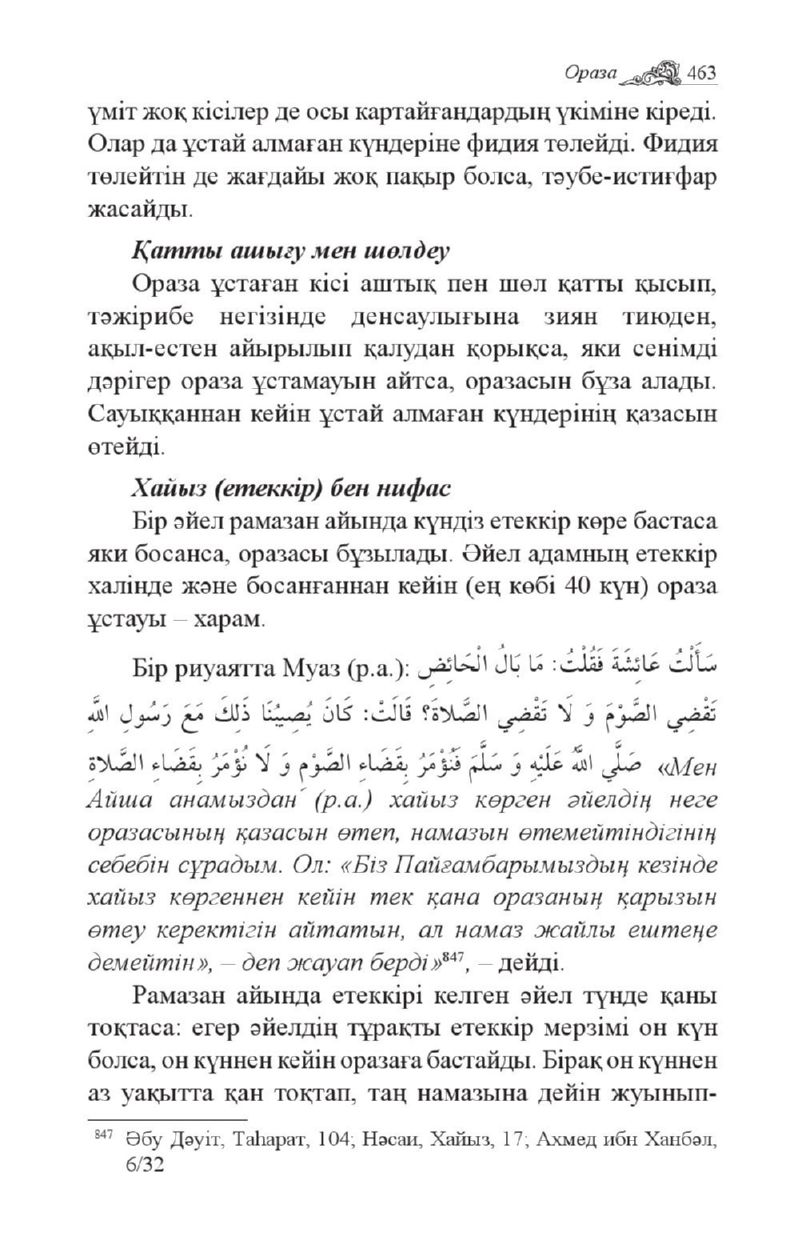 Ораза 463
үміт жоқ кісілер де осы картайғандардың үкіміне кіреді.
Олар да ұстай алмаған күндеріне фидия төлейді. Фидия
төлейтін де жағдайы жоқ пақыр болса, тәубе-истиғфар
жасайды.
Қатты ашығу мен шөлдеу
Ораза ұстаған кісі аштық пен шөл қатты қысып,
тәжірибе негізінде денсаулығына зиян тиюден,
ақыл-естен айырылып қалудан қорықса, яки сенімді
дәрігер ораза ұстамауын айтса, оразасын бұза алады.
Сауыққаннан кейін ұстай алмаған күндерінің қазасын
өтейді.
Хайыз (етеккір) бен нифас
Бір әйел рамазан айында күндіз етеккір көре бастаса
яки босанса, оразасы бұзылады. Әйел адамның етеккір
халінде және босанғаннан кейін (ең көбі 40 күн) ораза
ұстауы – харам.
Бір риуаятта Муаз (р.а.): سَأَلْتُ عَائِشَةَ فَقُلْتُ: مَا بَالُ الْحَائِضِ
تَقْضِي الصَّوْمَ وَ لَا تَقْضِي الصَّلاةَ؟ قَالَتْ: كَانَ يُصِيبُنَا ذَلِكَ مَعَ رَسُولِ اللَّهِ
صَلَّي اللَّهُ عَلَيْهِ وَ سَلَّمَ فَنُؤْمَرُ بِقَضَاءِ الصَّوْمِ وَ لَا نُؤْمَرُ بِقَضَاءِ الصَّلاةِ «Мен
Айша анамыздан (р.а.) хайыз көрген әйелдің неге
оразасының қазасын өтеп, намазын өтемейтіндігінің
себебін сұрадым. Ол: «Біз Пайғамбарымыздың кезінде
хайыз көргеннен кейін тек қана оразаның қарызын
өтеу керектігін айтатын, ал намаз жайлы ештеңе
демейтін», – деп жауап берді»847, – дейді.
Рамазан айында етеккірі келген әйел түнде қаны
тоқтаса: егер әйелдің тұрақты етеккір мерзімі он күн
болса, он күннен кейін оразаға бастайды. Бірақ он күннен
аз уақытта қан тоқтап, таң намазына дейін жуынып-
847 Әбу Дәуіт, Таһарат, 104; Нәсаи, Хайыз, 17; Ахмед ибн Ханбәл,
6/32